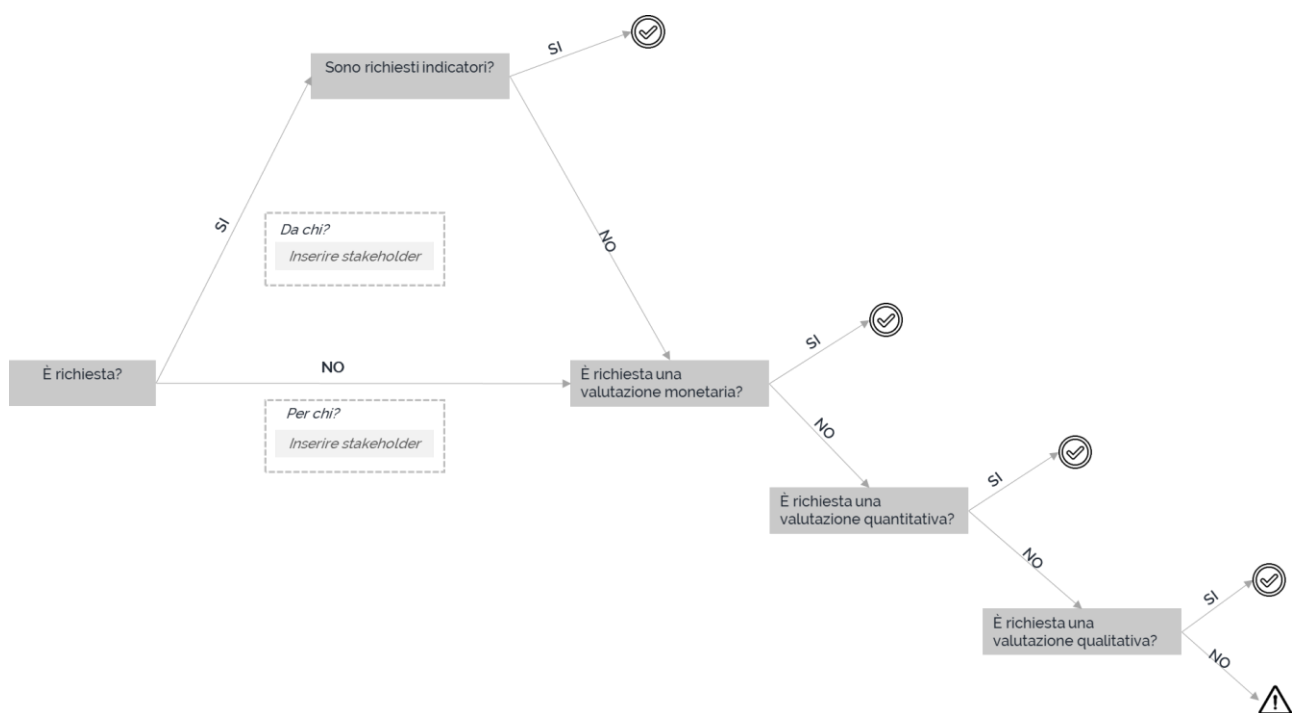 SI
Sono richiesti indicatori?
SI
Da chi?
Inserire stakeholder
NO
SI
È richiesta?
NO
È richiesta una
valutazione monetaria?
Per chi?
Inserire stakeholder
NO
SI
È richiesta una
valutazione quantitativa?
NO
SI
È richiesta una
valutazione qualitativa?
NO